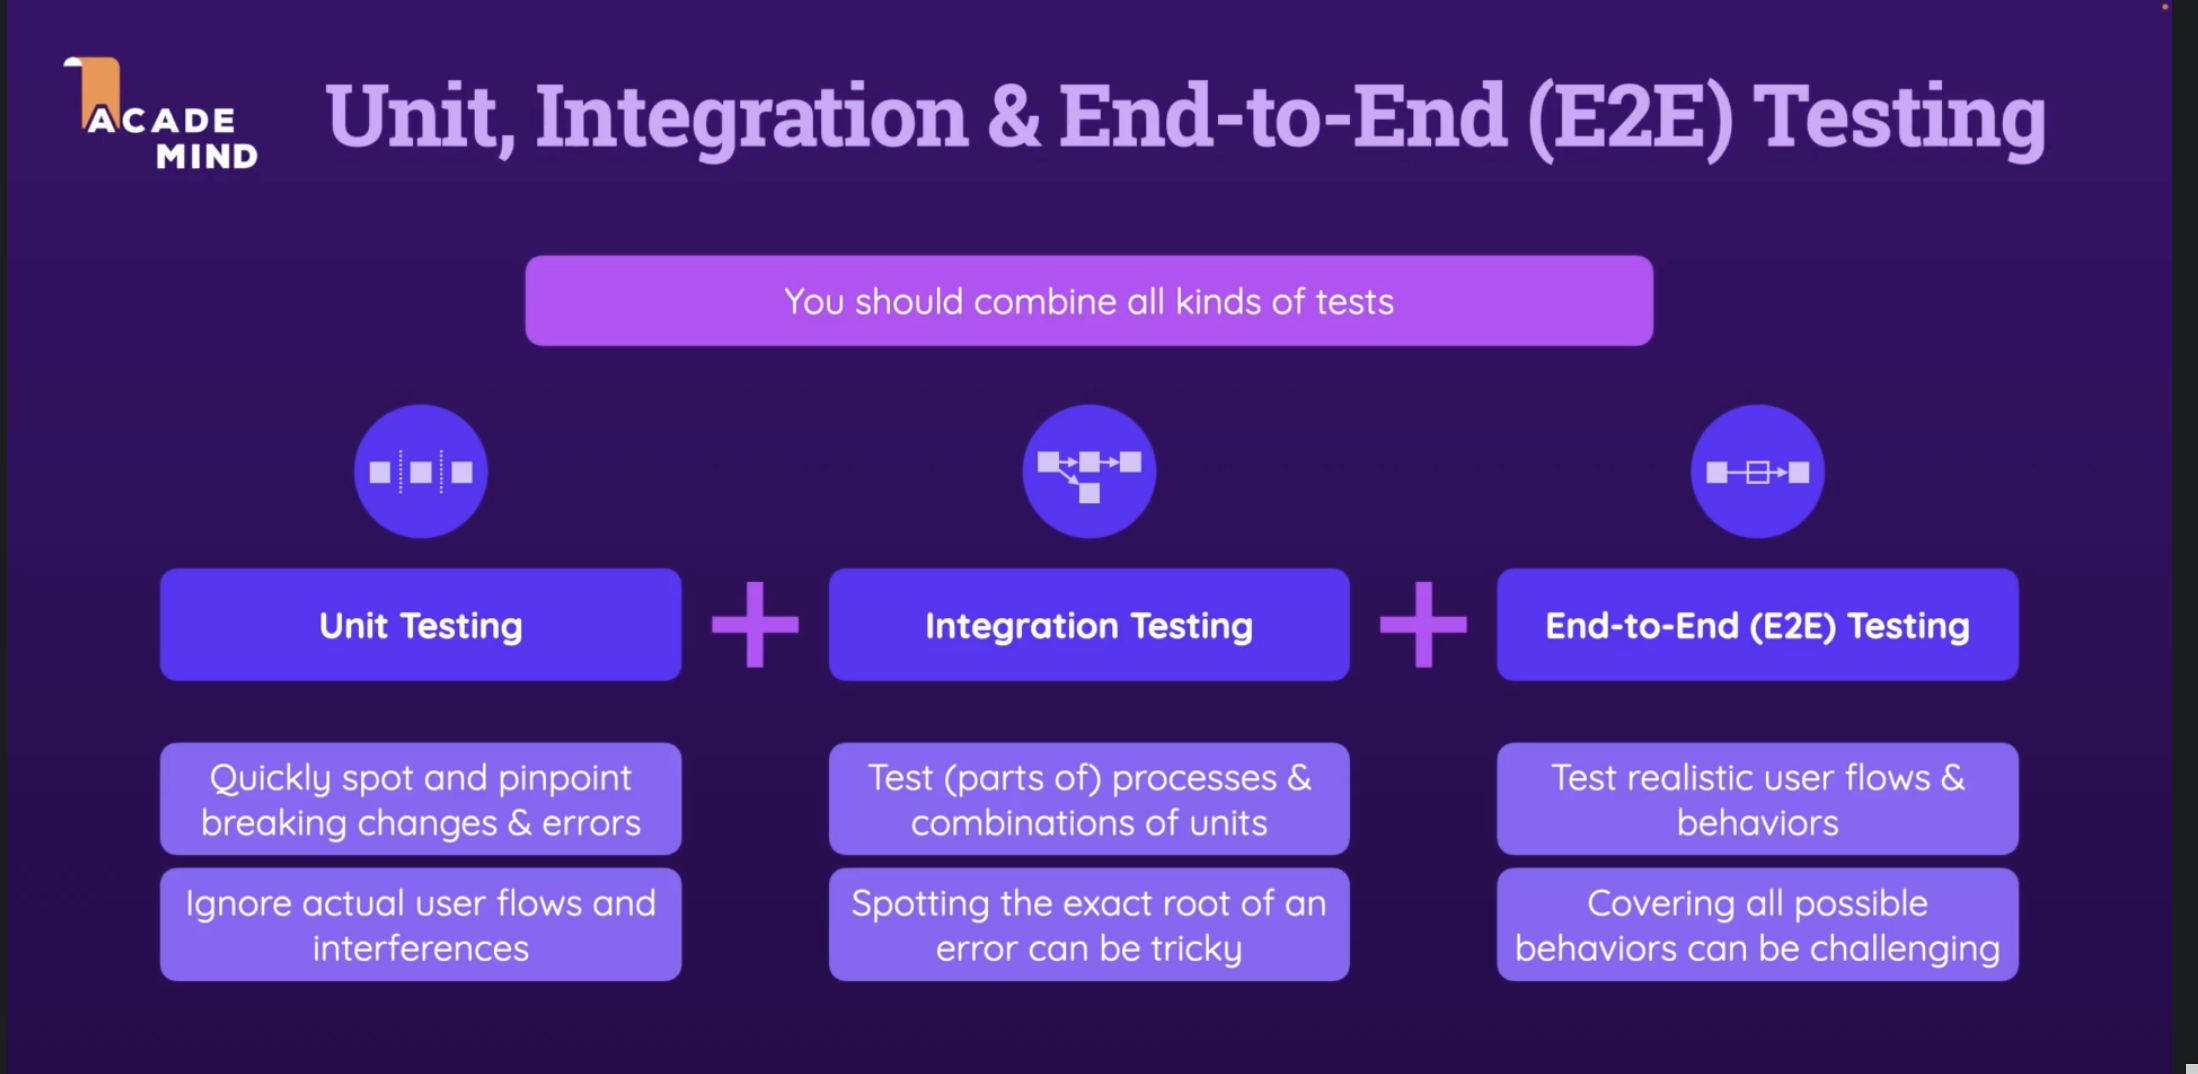 ACADE
MIND
Unit, Integration & End-to-End (E2E) Testing
You should combine all kinds of tests
Unit Testing
Quickly spot and pinpoint
breaking changes & errors
Ignore actual user flows and
interferences
Integration Testing
Test (parts of) processes &
combinations of units
Spotting the exact root of an
error can be tricky
End-to-End (E2E) Testing
Test realistic user flows &
behaviors
Covering all possible
behaviors can be challenging